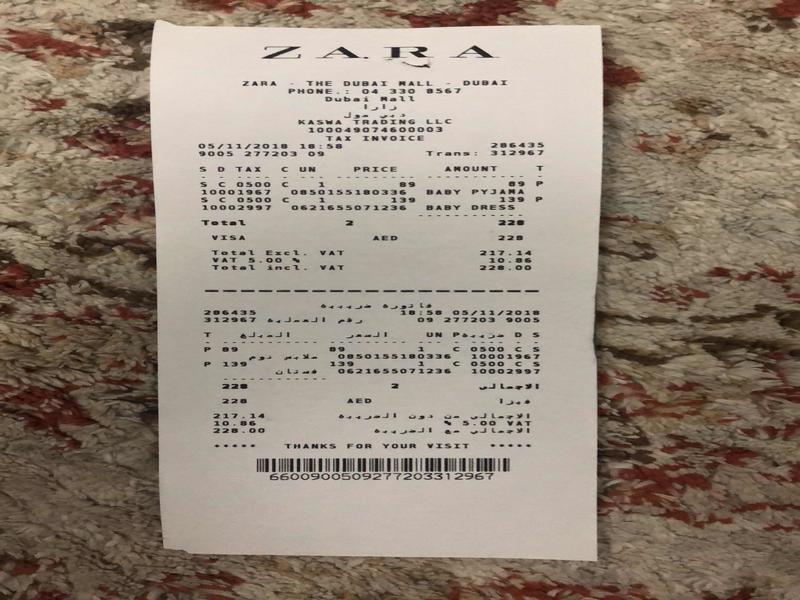 ZARA
ZARA - THE DUBAI MALL - DUBAI
PHONE.: 04 330 8567
Dubai Mall
زارا
دبي مول
KASWA TRADING LLC
100049074600003
TAX INVOICE
05/11/2018 18:58 286435
9005 277203 09 Trans: 312967
S D TAX C UN PRICE AMOUNT T
S C 0500 C 1 89 89 P
10001967 0850155180336 BABY PYJAMA
S C 0500 C 1 139 139 P
10002997 0621655071236 BABY DRESS
Total 2 228
VISA AED 228
Total Excl. VAT 217.14
VAT 5.00 % 10.86
Total incl. VAT 228.00
فاتورة ضريبية
286435 18:58 05/11/2018
312967 رقم العملية 09 277203 9005
T المبلغ السعر UN P ضريبة D S
P 89 89 1 C 0500 C S
ملابس نوم 0850155180336 10001967
P 139 139 1 C 0500 C S
فستان 0621655071236 10002997
228 2 الاجمالي
228 AED فيزا
217.14 الاجمالي من دون الضريبة
10.86 % 5.00 VAT
228.00 الاجمالي مع الضريبة
***** THANKS FOR YOUR VISIT *****
6600900509277203312967